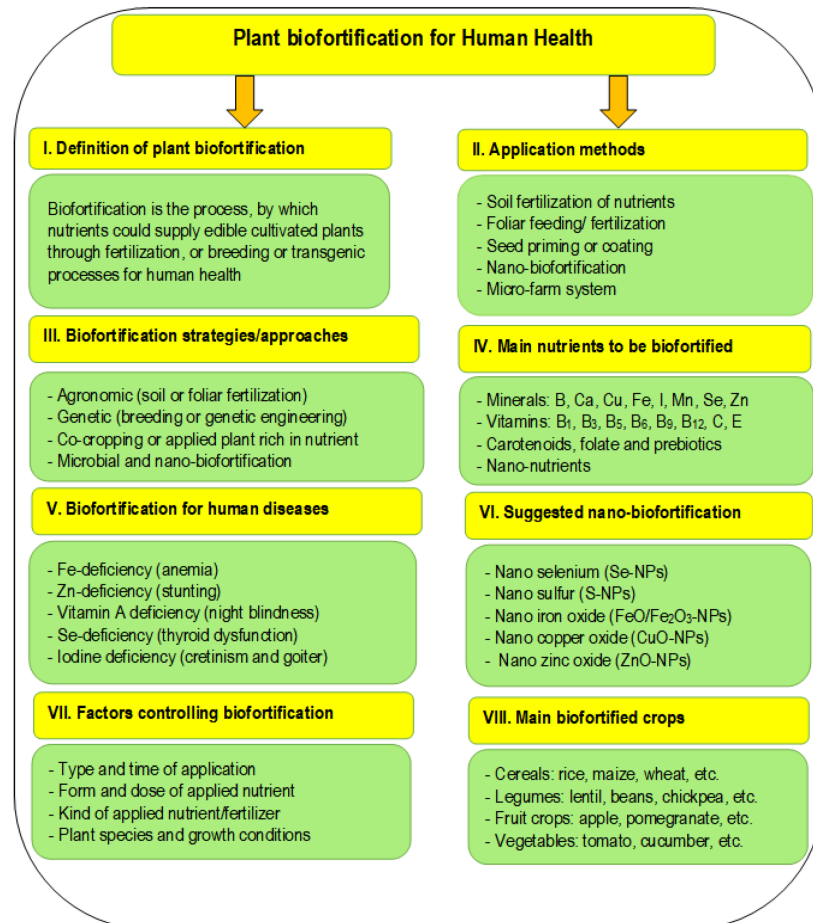 Plant biofortification for Human Health
I. Definition of plant biofortification
Biofortification is the process, by which
nutrients could supply edible cultivated plants
through fertilization, or breeding or transgenic
processes for human health
II. Application methods
- Soil fertilization of nutrients
- Foliar feeding/ fertilization
- Seed priming or coating
- Nano-biofortification
- Micro-farm system
III. Biofortification strategies/approaches
- Agronomic (soil or foliar fertilization)
- Genetic (breeding or genetic engineering)
- Co-cropping or applied plant rich in nutrient
- Microbial and nano-biofortification
IV. Main nutrients to be biofortified
- Minerals: B, Ca, Cu, Fe, I, Mn, Se, Zn
- Vitamins: B₁, B₃, B₅, B₆, B₉, B₁₂, C, E
- Carotenoids, folate and prebiotics
- Nano-nutrients
V. Biofortification for human diseases
- Fe-deficiency (anemia)
- Zn-deficiency (stunting)
- Vitamin A deficiency (night blindness)
- Se-deficiency (thyroid dysfunction)
- Iodine deficiency (cretinism and goiter)
VI. Suggested nano-biofortification
- Nano selenium (Se-NPs)
- Nano sulfur (S-NPs)
- Nano iron oxide (FeO/Fe₂O₃-NPs)
- Nano copper oxide (CuO-NPs)
- Nano zinc oxide (ZnO-NPs)
VII. Factors controlling biofortification
- Type and time of application
- Form and dose of applied nutrient
- Kind of applied nutrient/fertilizer
- Plant species and growth conditions
VIII. Main biofortified crops
- Cereals: rice, maize, wheat, etc.
- Legumes: lentil, beans, chickpea, etc.
- Fruit crops: apple, pomegranate, etc.
- Vegetables: tomato, cucumber, etc.